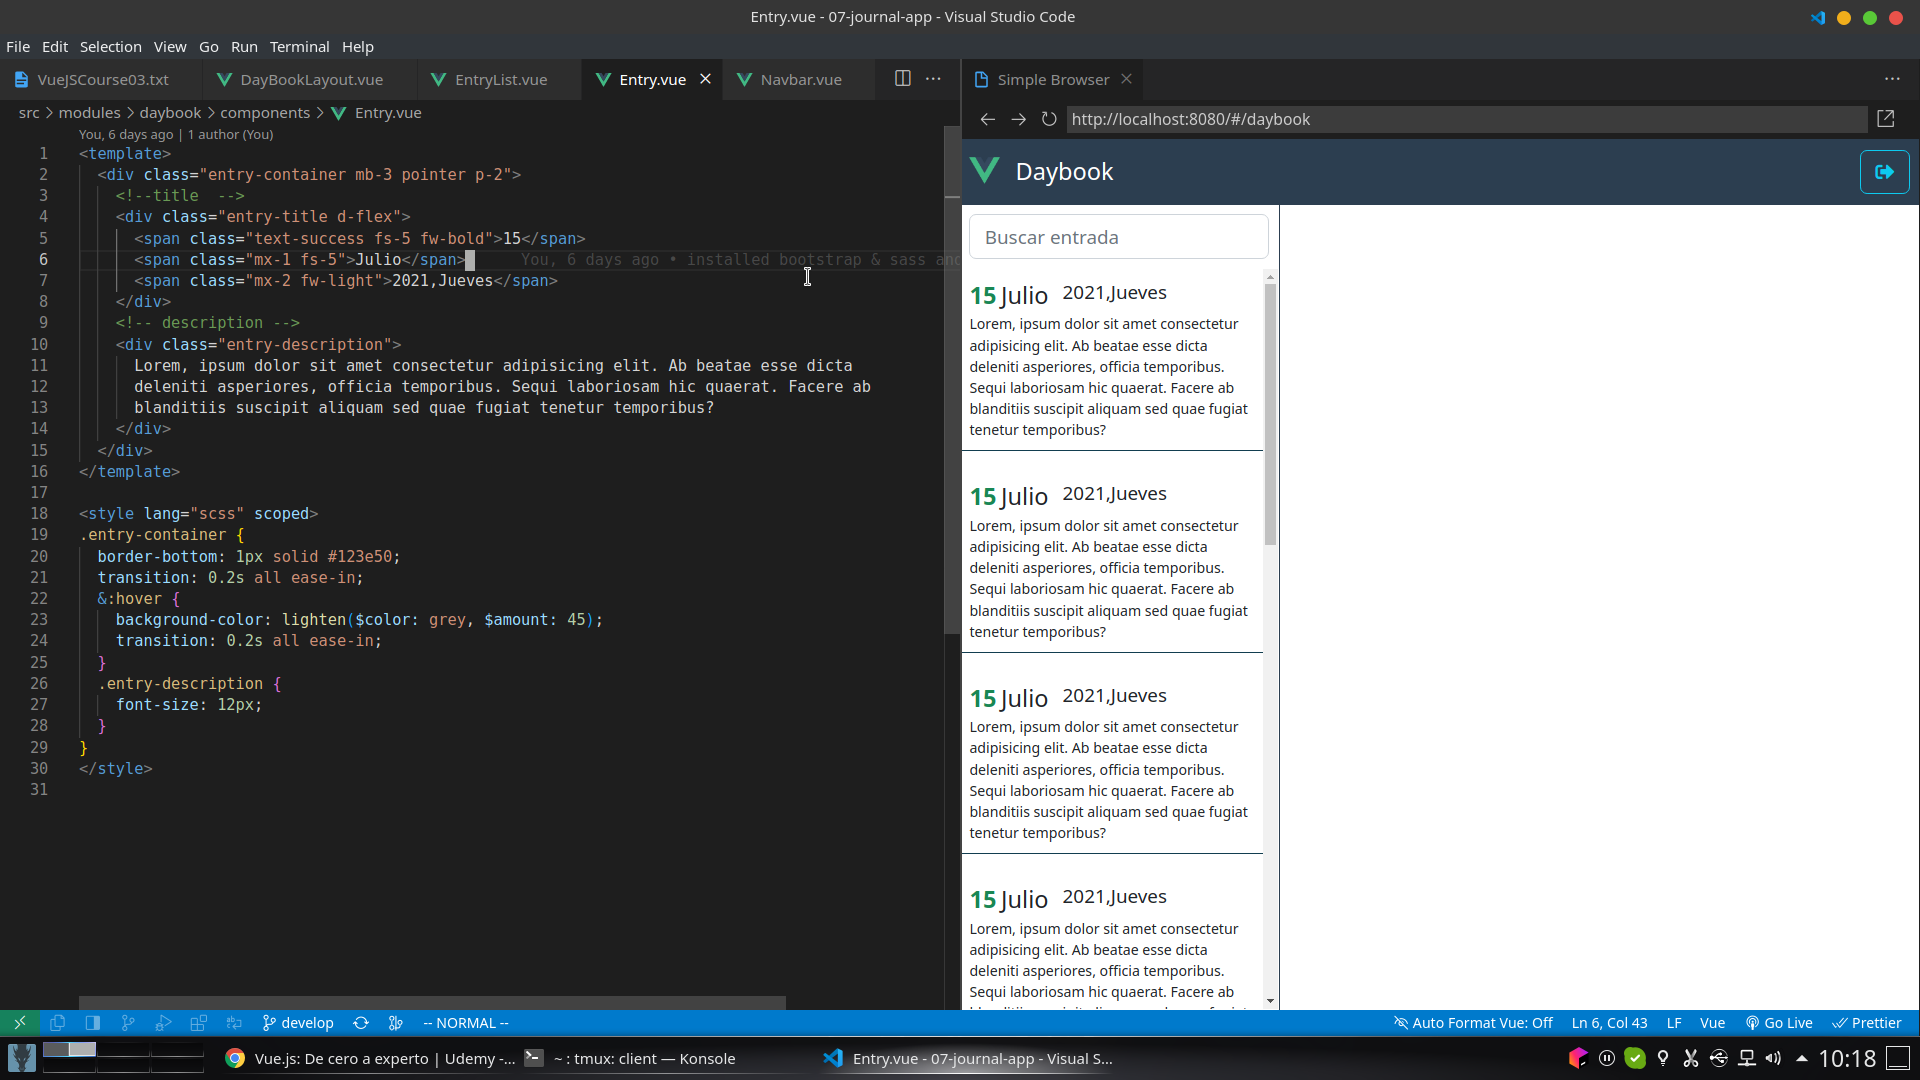 Entry.vue - 07-journal-app - Visual Studio Code
File Edit Selection View Go Run Terminal Help
VueJSCourse03.txt DayBookLayout.vue EntryList.vue Entry.vue Navbar.vue
src > modules > daybook > components > Entry.vue
You, 6 days ago | 1 author (You)
1 <template>
2 <div class="entry-container mb-3 pointer p-2">
3 <!--title  -->
4 <div class="entry-title d-flex">
5 <span class="text-success fs-5 fw-bold">15</span>
6 <span class="mx-1 fs-5">Julio</span> You, 6 days ago • installed bootstrap & sass and
7 <span class="mx-2 fw-light">2021,Jueves</span>
8 </div>
9 <!-- description -->
10 <div class="entry-description">
11 Lorem, ipsum dolor sit amet consectetur adipisicing elit. Ab beatae esse dicta
12 deleniti asperiores, officia temporibus. Sequi laboriosam hic quaerat. Facere ab
13 blanditiis suscipit aliquam sed quae fugiat tenetur temporibus?
14 </div>
15 </div>
16 </template>
17
18 <style lang="scss" scoped>
19 .entry-container {
20 border-bottom: 1px solid #123e50;
21 transition: 0.2s all ease-in;
22 &:hover {
23 background-color: lighten($color: grey, $amount: 45);
24 transition: 0.2s all ease-in;
25 }
26 .entry-description {
27 font-size: 12px;
28 }
29 }
30 </style>
31
Simple Browser
http://localhost:8080/#/daybook
Daybook
Buscar entrada
15 Julio 2021,Jueves
Lorem, ipsum dolor sit amet consectetur
adipisicing elit. Ab beatae esse dicta
deleniti asperiores, officia temporibus.
Sequi laboriosam hic quaerat. Facere ab
blanditiis suscipit aliquam sed quae fugiat
tenetur temporibus?
15 Julio 2021,Jueves
Lorem, ipsum dolor sit amet consectetur
adipisicing elit. Ab beatae esse dicta
deleniti asperiores, officia temporibus.
Sequi laboriosam hic quaerat. Facere ab
blanditiis suscipit aliquam sed quae fugiat
tenetur temporibus?
15 Julio 2021,Jueves
Lorem, ipsum dolor sit amet consectetur
adipisicing elit. Ab beatae esse dicta
deleniti asperiores, officia temporibus.
Sequi laboriosam hic quaerat. Facere ab
blanditiis suscipit aliquam sed quae fugiat
tenetur temporibus?
15 Julio 2021,Jueves
Lorem, ipsum dolor sit amet consectetur
adipisicing elit. Ab beatae esse dicta
deleniti asperiores, officia temporibus.
Sequi laboriosam hic quaerat. Facere ab
develop -- NORMAL -- Auto Format Vue: Off Ln 6, Col 43 LF Vue Go Live Prettier
Vue.js: De cero a experto | Udemy -... ~ : tmux: client — Konsole Entry.vue - 07-journal-app - Visual S... 10:18